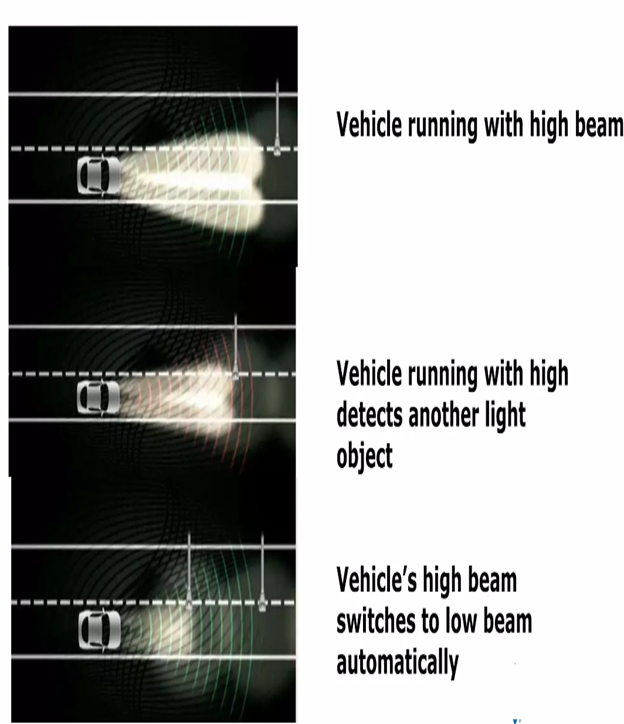 Vehicle running with high beam
Vehicle running with high
detects another light
object
Vehicle’s high beam
switches to low beam
automatically